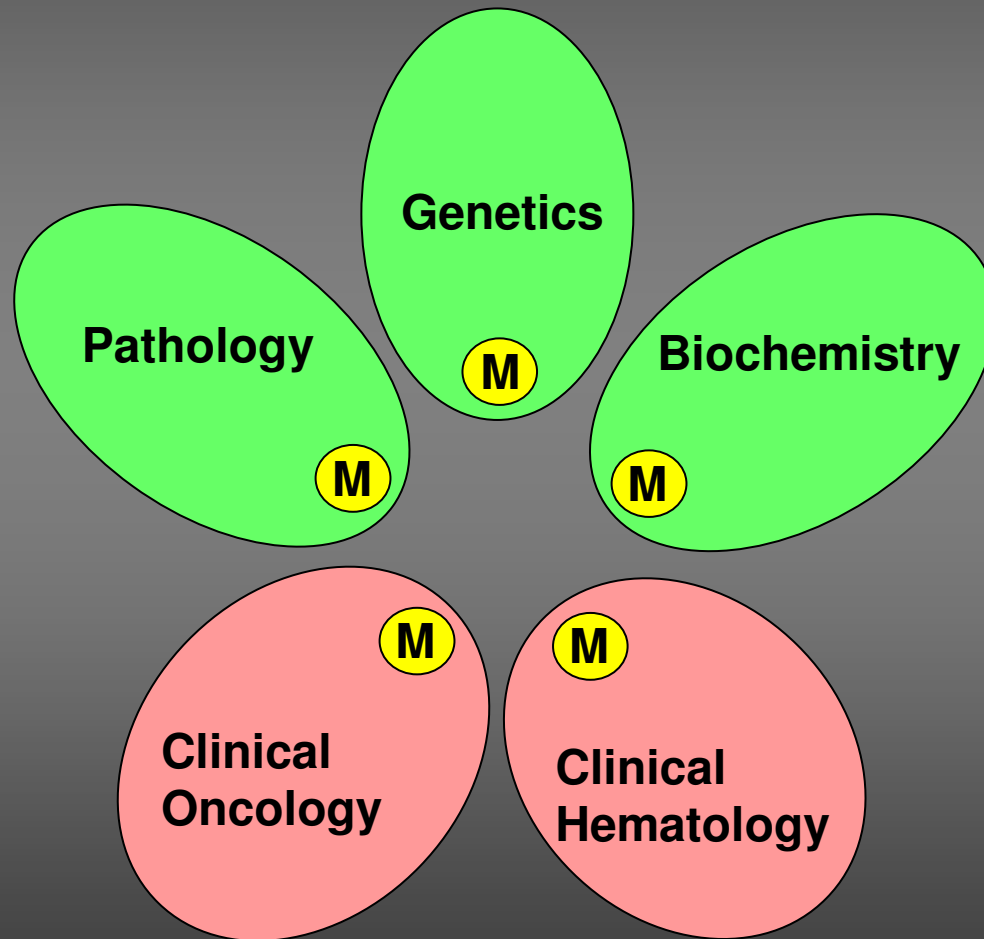 Genetics
M
Pathology
M
Biochemistry
M
M
Clinical
Oncology
M
Clinical
Hematology